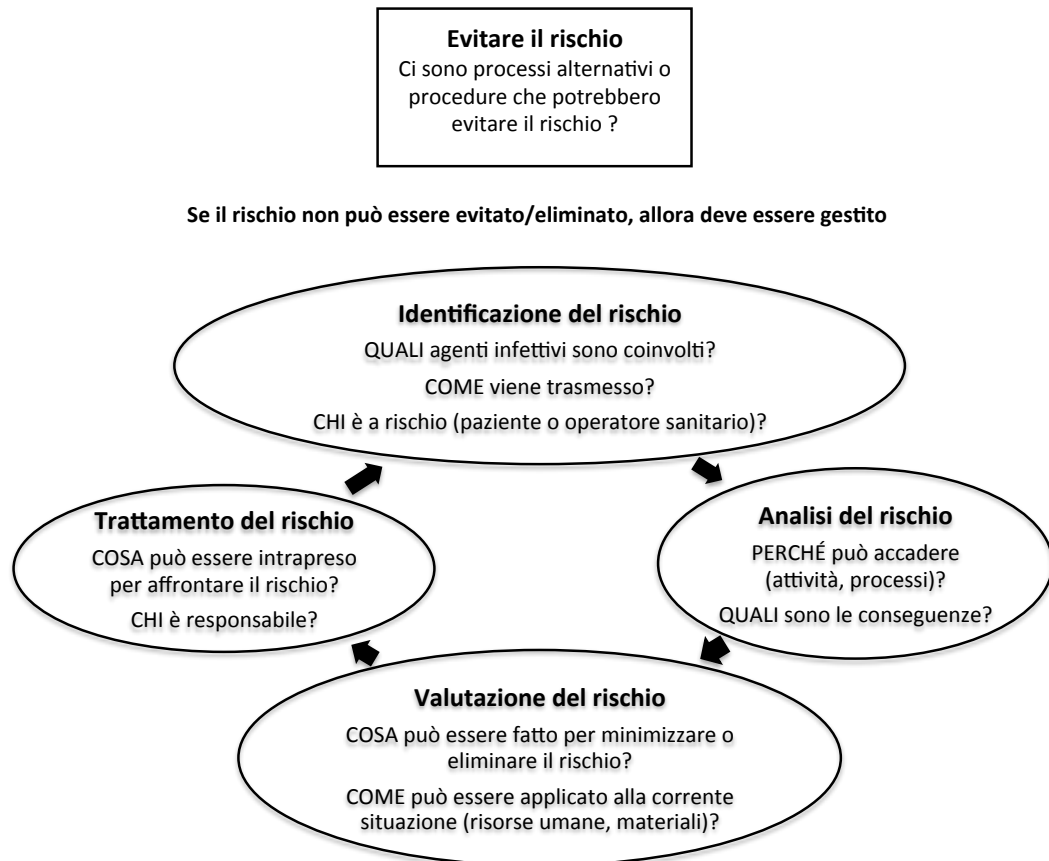 Evitare il rischio
Ci sono processi alternativi o
procedure che potrebbero
evitare il rischio ?
Se il rischio non può essere evitato/eliminato, allora deve essere gestito
Identificazione del rischio
QUALI agenti infettivi sono coinvolti?
COME viene trasmesso?
CHI è a rischio (paziente o operatore sanitario)?
Trattamento del rischio
COSA può essere intrapreso
per affrontare il rischio?
CHI è responsabile?
Analisi del rischio
PERCHÉ può accadere
(attività, processi)?
QUALI sono le conseguenze?
Valutazione del rischio
COSA può essere fatto per minimizzare o
eliminare il rischio?
COME può essere applicato alla corrente
situazione (risorse umane, materiali)?